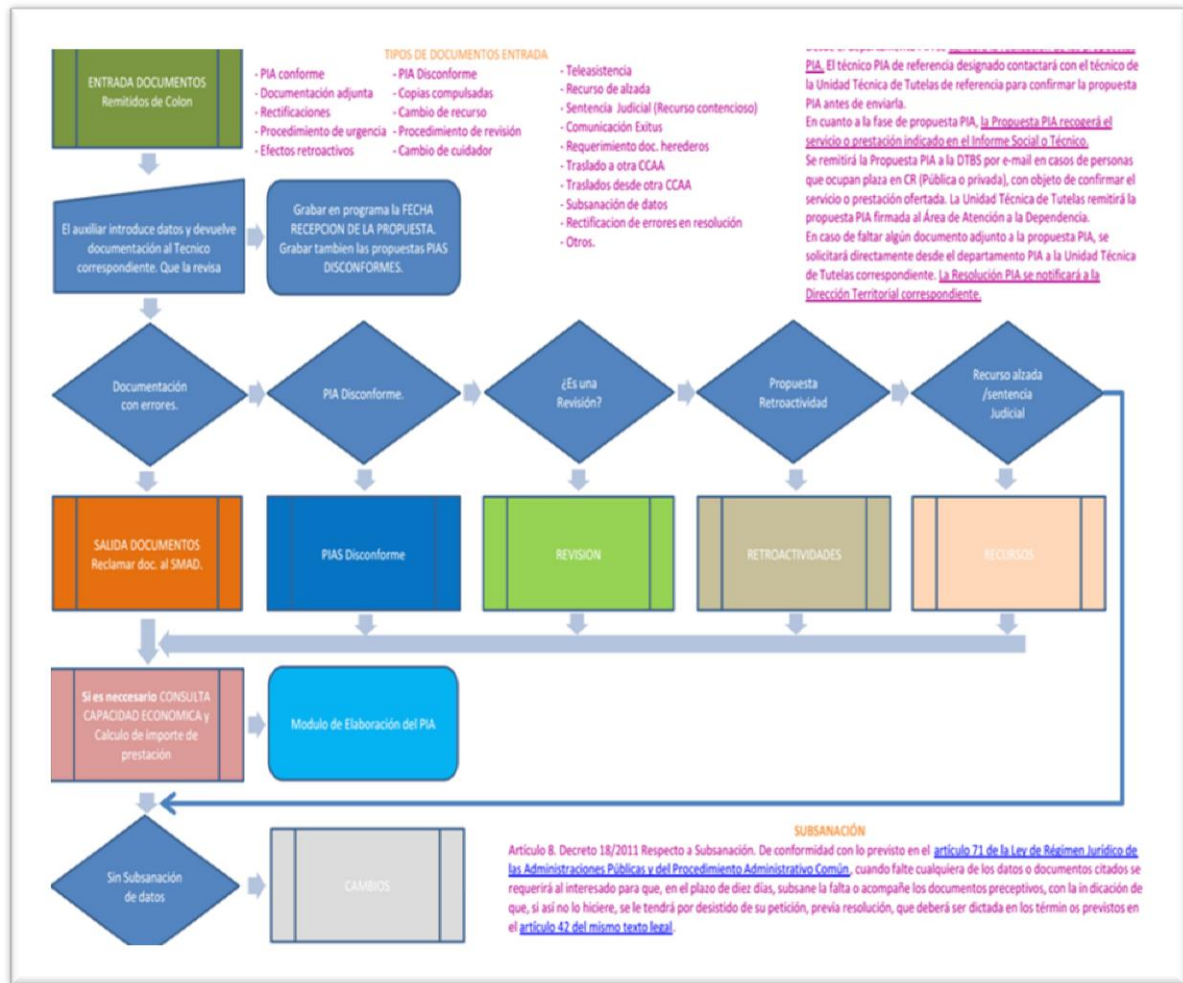 ENTRADA DOCUMENTOS
Remitidos de Colon
TIPOS DE DOCUMENTOS ENTRADA
- PIA conforme
- Documentación adjunta
- Rectificaciones
- Procedimiento de urgencia
- Efectos retroactivos
- PIA Disconforme
- Copias compulsadas
- Cambio de recurso
- Procedimiento de revisión
- Cambio de cuidador
- Teleasistencia
- Recurso de alzada
- Sentencia Judicial (Recurso contencioso)
- Comunicación Exitus
- Requerimiento doc. herederos
- Traslado a otra CCAA
- Traslados desde otra CCAA
- Subsanación de datos
- Rectificacion de errores en resolución
- Otros.
PIA. El técnico PIA de referencia designado contactará con el técnico de
la Unidad Técnica de Tutelas de referencia para confirmar la propuesta
PIA antes de enviarla.
En cuanto a la fase de propuesta PIA, la Propuesta PIA recogerá el
servicio o prestación indicado en el Informe Social o Técnico.
Se remitirá la Propuesta PIA a la DTBS por e-mail en casos de personas
que ocupan plaza en CR (Pública o privada), con objeto de confirmar el
servicio o prestación ofertada. La Unidad Técnica de Tutelas remitirá la
propuesta PIA firmada al Área de Atención a la Dependencia.
En caso de faltar algún documento adjunto a la propuesta PIA, se
solicitará directamente desde el departamento PIA a la Unidad Técnica
de Tutelas correspondiente. La Resolución PIA se notificará a la
Dirección Territorial correspondiente.
El auxiliar introduce datos y devuelve
documentación al Tecnico
correspondiente. Que la revisa
Grabar en programa la FECHA
RECEPCION DE LA PROPUESTA.
Grabar tambien las propuestas PIAS
DISCONFORMES.
Documentación
con errores.
PIA Disconforme.
¿Es una
Revisión?
Propuesta
Retroactividad
Recurso alzada
/sentencia
Judicial
SALIDA DOCUMENTOS
Reclamar doc. al SMAD.
PIAS Disconforme
REVISION
RETROACTIVIDADES
RECURSOS
Si es neccesario CONSULTA
CAPACIDAD ECONOMICA y
Calculo de importe de
prestación
Modulo de Elaboración del PIA
Sin Subsanación
de datos
CAMBIOS
SUBSANACIÓN
Artículo 8. Decreto 18/2011 Respecto a Subsanación. De conformidad con lo previsto en el artículo 71 de la Ley de Régimen Jurídico de
las Administraciones Públicas y del Procedimiento Administrativo Común, cuando falte cualquiera de los datos o documentos citados se
requerirá al interesado para que, en el plazo de diez días, subsane la falta o acompañe los documentos preceptivos, con la in dicación de
que, si así no lo hiciere, se le tendrá por desistido de su petición, previa resolución, que deberá ser dictada en los términ os previstos en
el artículo 42 del mismo texto legal.